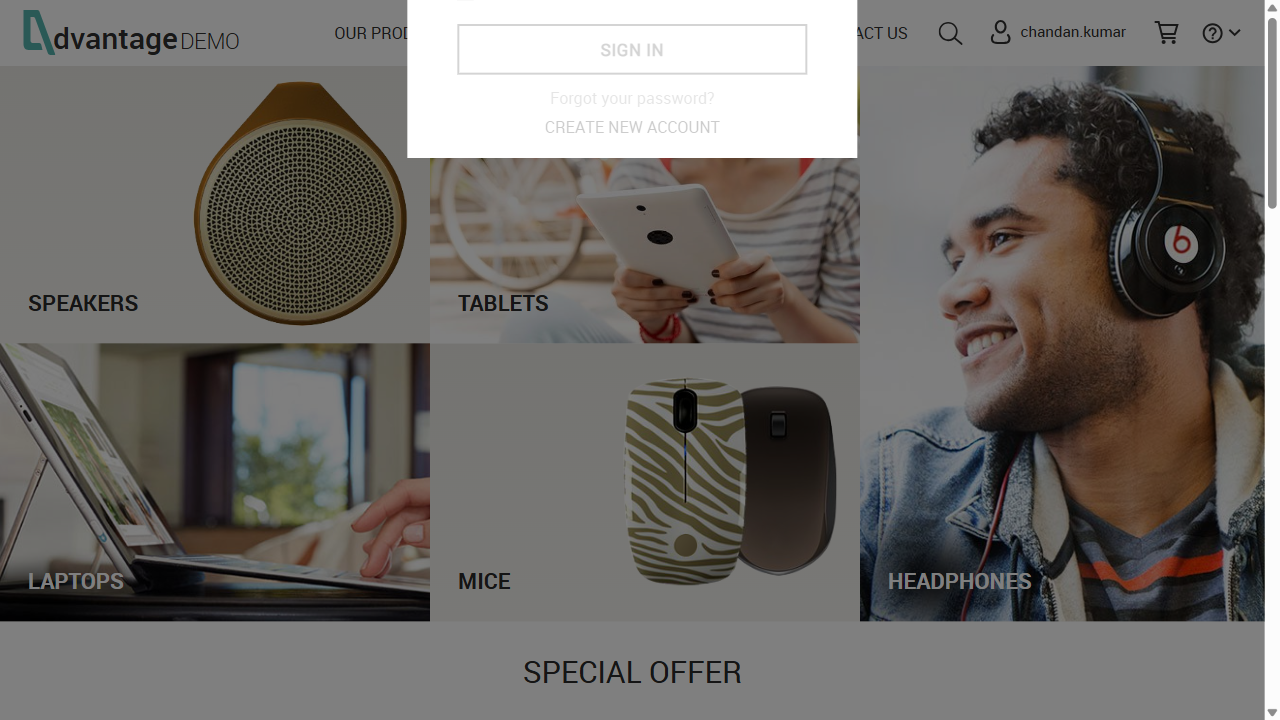 dvantage DEMO
OUR PROD
ACT US
chandan.kumar
SIGN IN
Forgot your password?
CREATE NEW ACCOUNT
SPEAKERS
TABLETS
LAPTOPS
MICE
HEADPHONES
SPECIAL OFFER